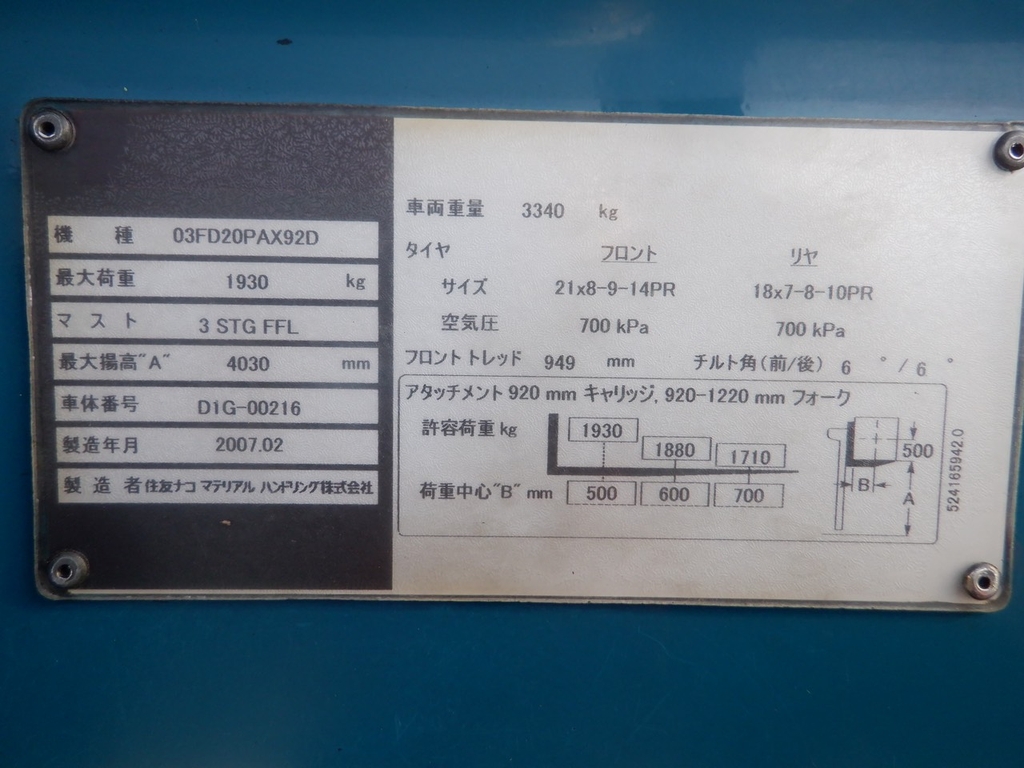 機 種 03FD20PAX92D
最大荷重 1930 kg
マスト 3 STG FFL
最大揚高"A" 4030 mm
車体番号 D1G-00216
製造年月 2007.02
製造者 住友ナコ マテリアル ハンドリング株式会社
車両重量 3340 kg
タイヤ フロント リヤ
サイズ 21x8-9-14PR 18x7-8-10PR
空気圧 700 kPa 700 kPa
フロント トレッド 949 mm チルト角(前/後) 6 ° / 6 °
アタッチメント 920 mm キャリッジ, 920-1220 mm フォーク
許容荷重 kg 1930 1880 1710
荷重中心"B" mm 500 600 700
500
B
A
524165942.0